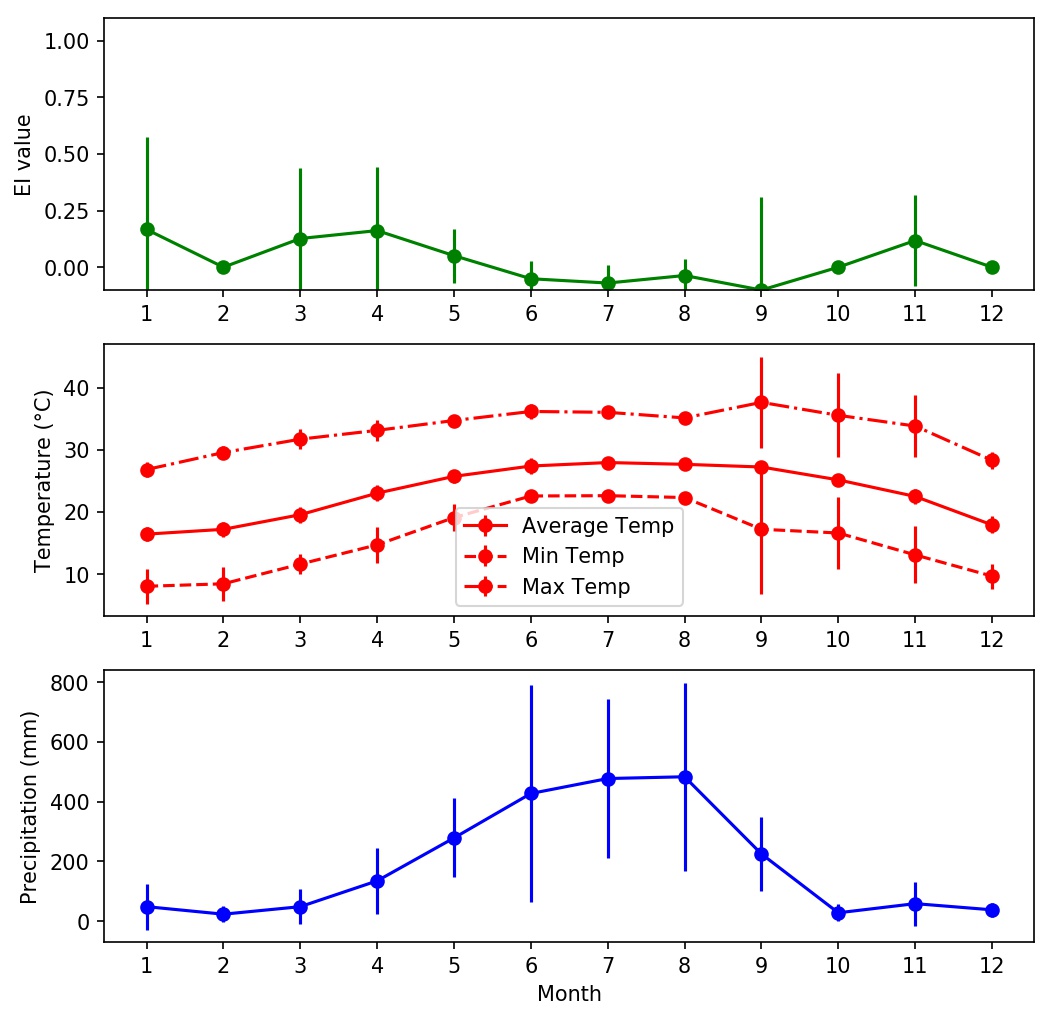 EI value
1.00
0.75
0.50
0.25
0.00
1 2 3 4 5 6 7 8 9 10 11 12
Temperature (°C)
40
30
20
10
Average Temp
Min Temp
Max Temp
1 2 3 4 5 6 7 8 9 10 11 12
Precipitation (mm)
800
600
400
200
0
1 2 3 4 5 6 7 8 9 10 11 12
Month